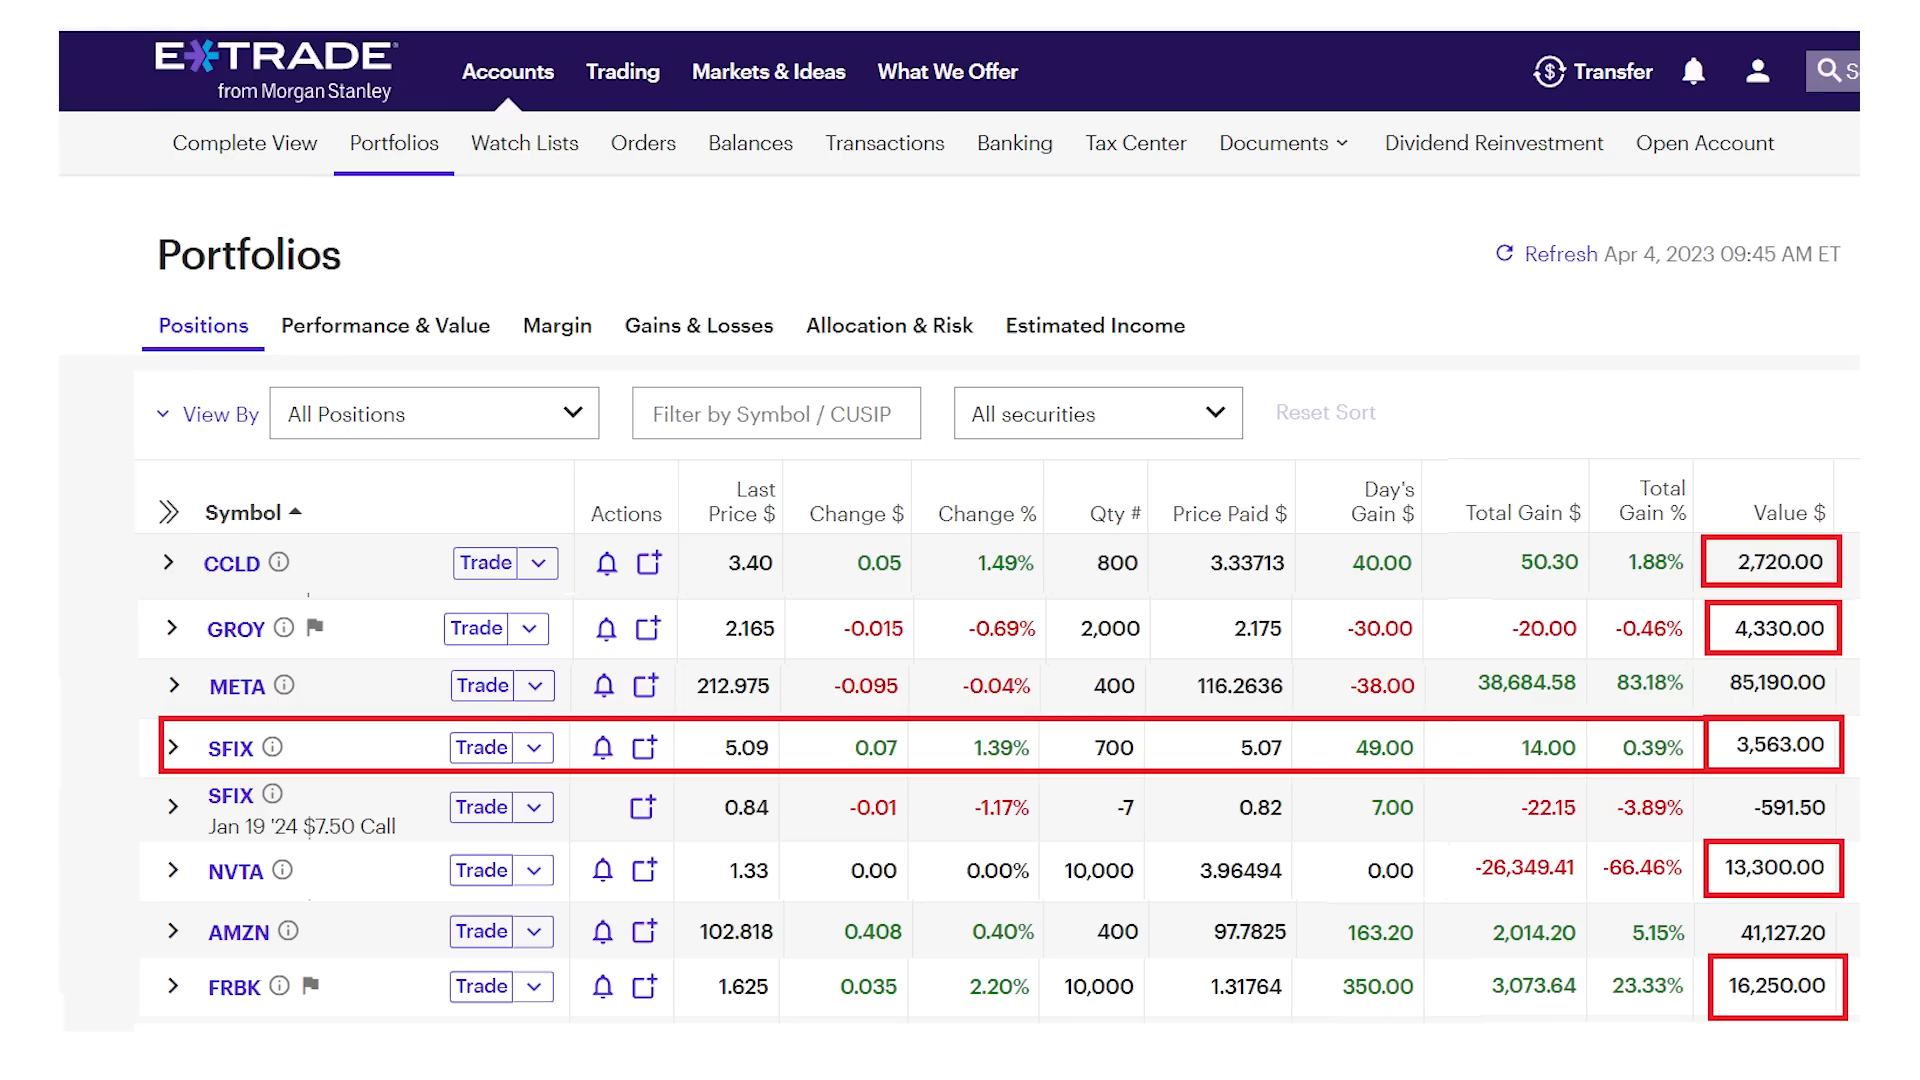 E*TRADE
from Morgan Stanley
Accounts Trading Markets & Ideas What We Offer Transfer S
Complete View Portfolios Watch Lists Orders Balances Transactions Banking Tax Center Documents Dividend Reinvestment Open Account
Portfolios
Refresh Apr 4, 2023 09:45 AM ET
Positions Performance & Value Margin Gains & Losses Allocation & Risk Estimated Income
View By All Positions Filter by Symbol / CUSIP All securities Reset Sort
Symbol Actions Last Price $ Change $ Change % Qty # Price Paid $ Day's Gain $ Total Gain $ Total Gain % Value $
CCLD Trade 3.40 0.05 1.49% 800 3.33713 40.00 50.30 1.88% 2,720.00
GROY Trade 2.165 -0.015 -0.69% 2,000 2.175 -30.00 -20.00 -0.46% 4,330.00
META Trade 212.975 -0.095 -0.04% 400 116.2636 -38.00 38,684.58 83.18% 85,190.00
SFIX Trade 5.09 0.07 1.39% 700 5.07 49.00 14.00 0.39% 3,563.00
SFIX Trade 0.84 -0.01 -1.17% -7 0.82 7.00 -22.15 -3.89% -591.50
Jan 19 '24 $7.50 Call
NVTA Trade 1.33 0.00 0.00% 10,000 3.96494 0.00 -26,349.41 -66.46% 13,300.00
AMZN Trade 102.818 0.408 0.40% 400 97.7825 163.20 2,014.20 5.15% 41,127.20
FRBK Trade 1.625 0.035 2.20% 10,000 1.31764 350.00 3,073.64 23.33% 16,250.00